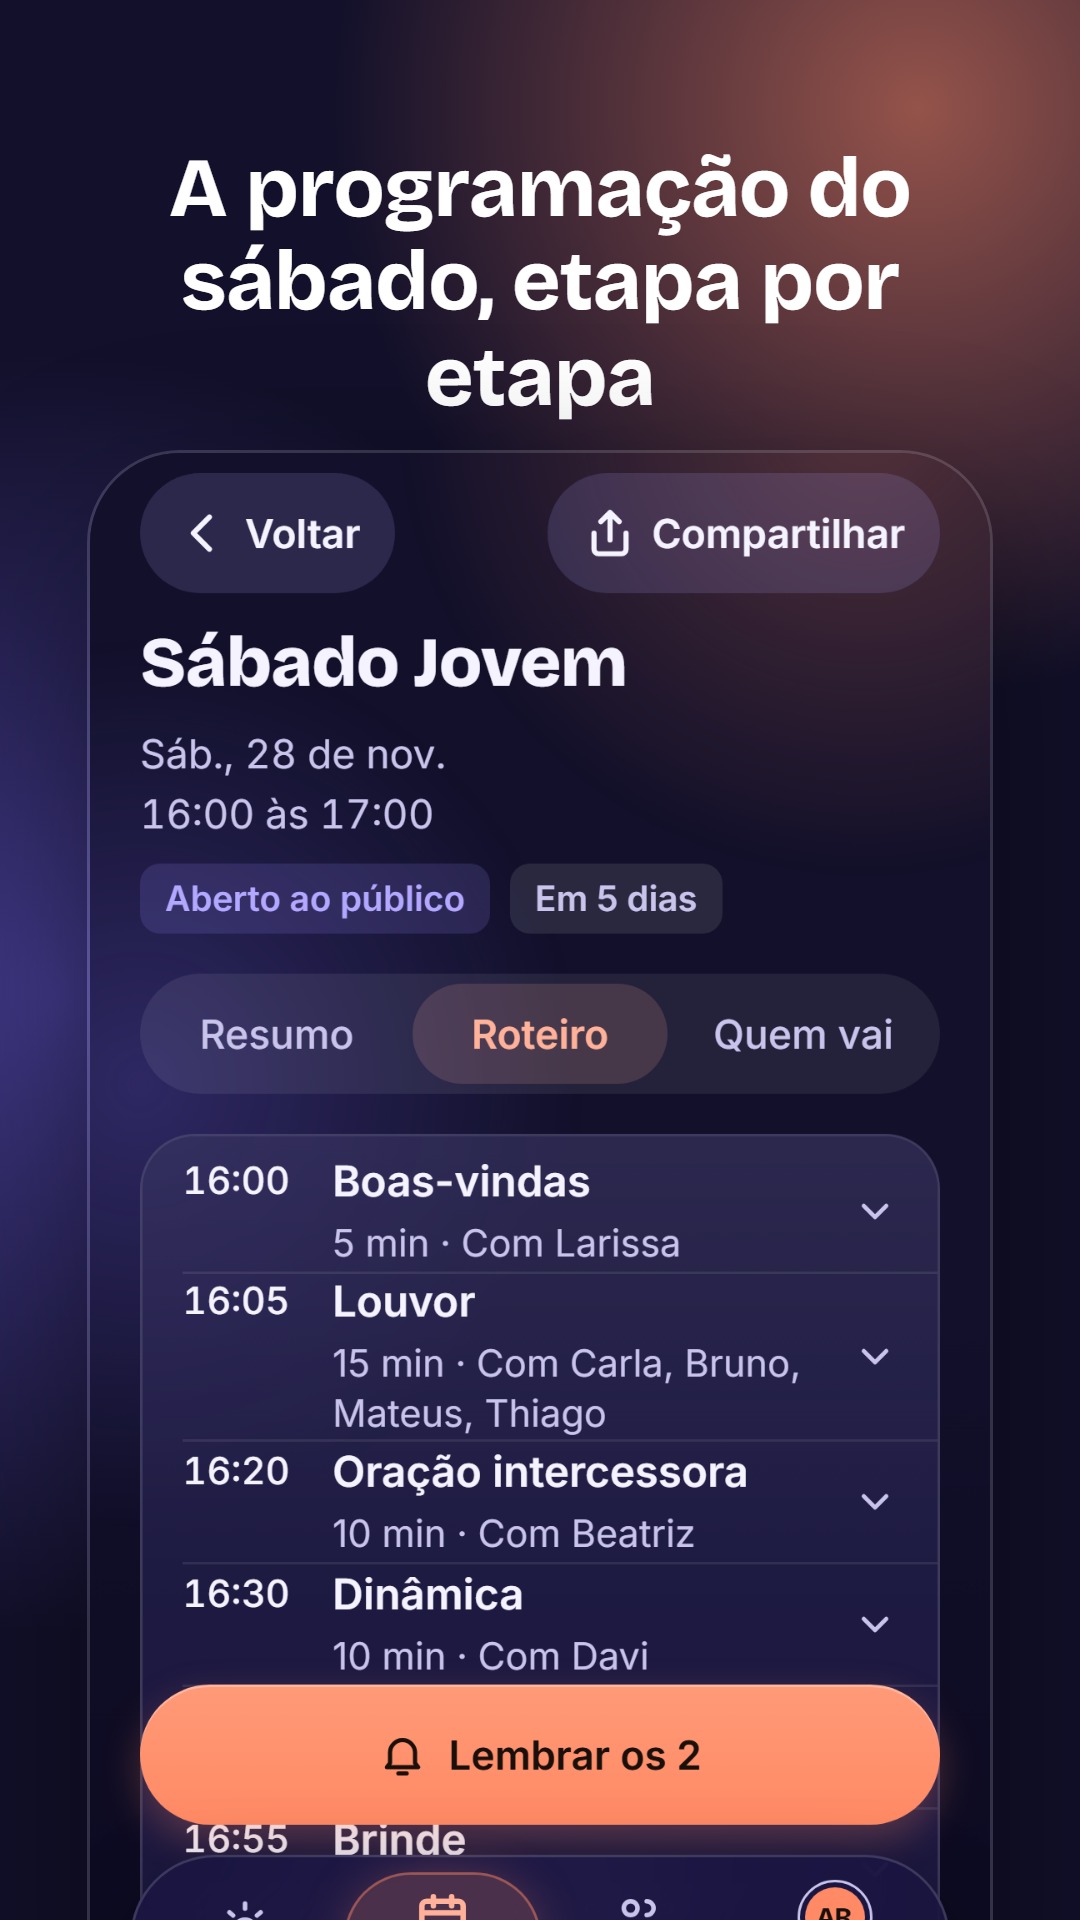 A programação do
sábado, etapa por
etapa
Voltar
Compartilhar
Sábado Jovem
Sáb., 28 de nov.
16:00 às 17:00
Aberto ao público
Em 5 dias
Resumo
Roteiro
Quem vai
16:00 Boas-vindas
5 min · Com Larissa
16:05 Louvor
15 min · Com Carla, Bruno,
Mateus, Thiago
16:20 Oração intercessora
10 min · Com Beatriz
16:30 Dinâmica
10 min · Com Davi
Lembrar os 2
16:55 Brinde
AR